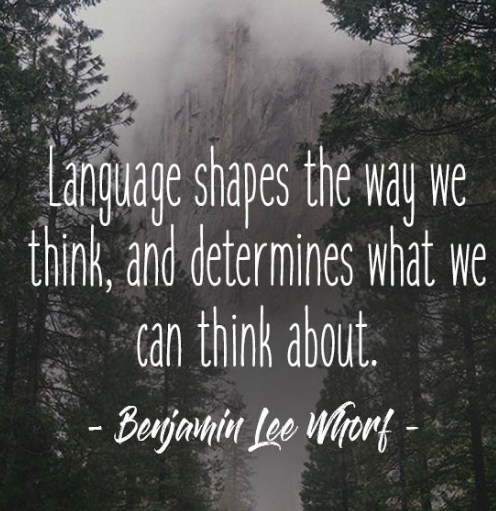 Language shapes the way we
think, and determines what we
can think about.
- Benjamin Lee Whorf -